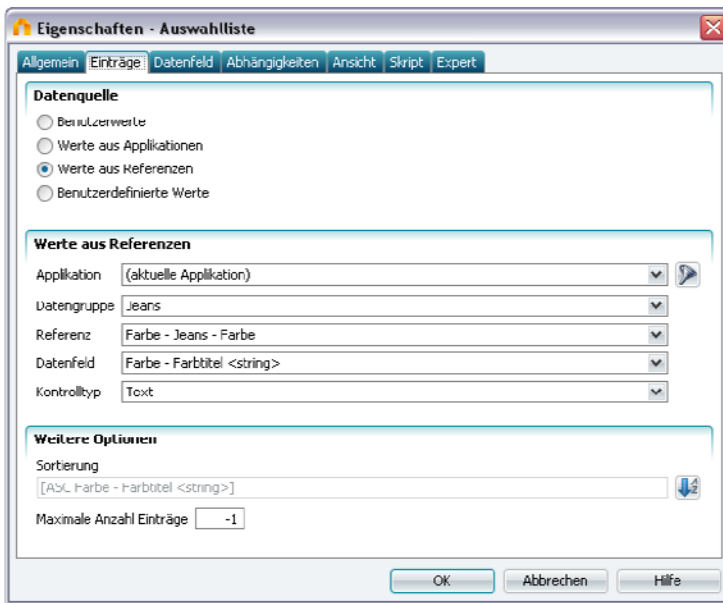 Eigenschaften - Auswahlliste
Allgemein Einträge Datenfeld Abhängigkeiten Ansicht Skript Expert
Datenquelle
Benutzerwerte
Werte aus Applikationen
Werte aus Referenzen
Benutzerdefinierte Werte
Werte aus Referenzen
Applikation (aktuelle Applikation)
Datengruppe Jeans
Referenz Farbe - Jeans - Farbe
Datenfeld Farbe - Farbtitel <string>
Kontrolltyp Text
Weitere Optionen
Sortierung
[ASC Farbe - Farbtitel <string>]
Maximale Anzahl Einträge -1
OK Abbrechen Hilfe